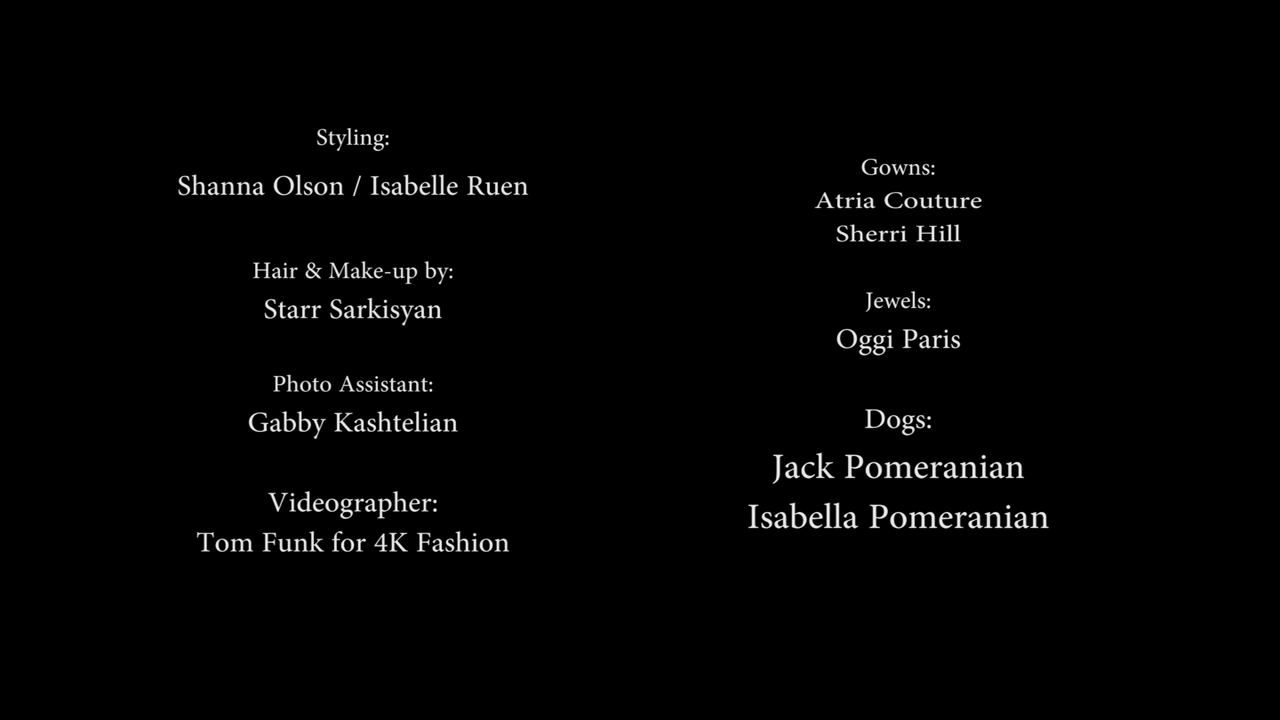 Styling:
Shanna Olson / Isabelle Ruen
Hair & Make-up by:
Starr Sarkisyan
Photo Assistant:
Gabby Kashtelian
Videographer:
Tom Funk for 4K Fashion
Gowns:
Atria Couture
Sherri Hill
Jewels:
Oggi Paris
Dogs:
Jack Pomeranian
Isabella Pomeranian